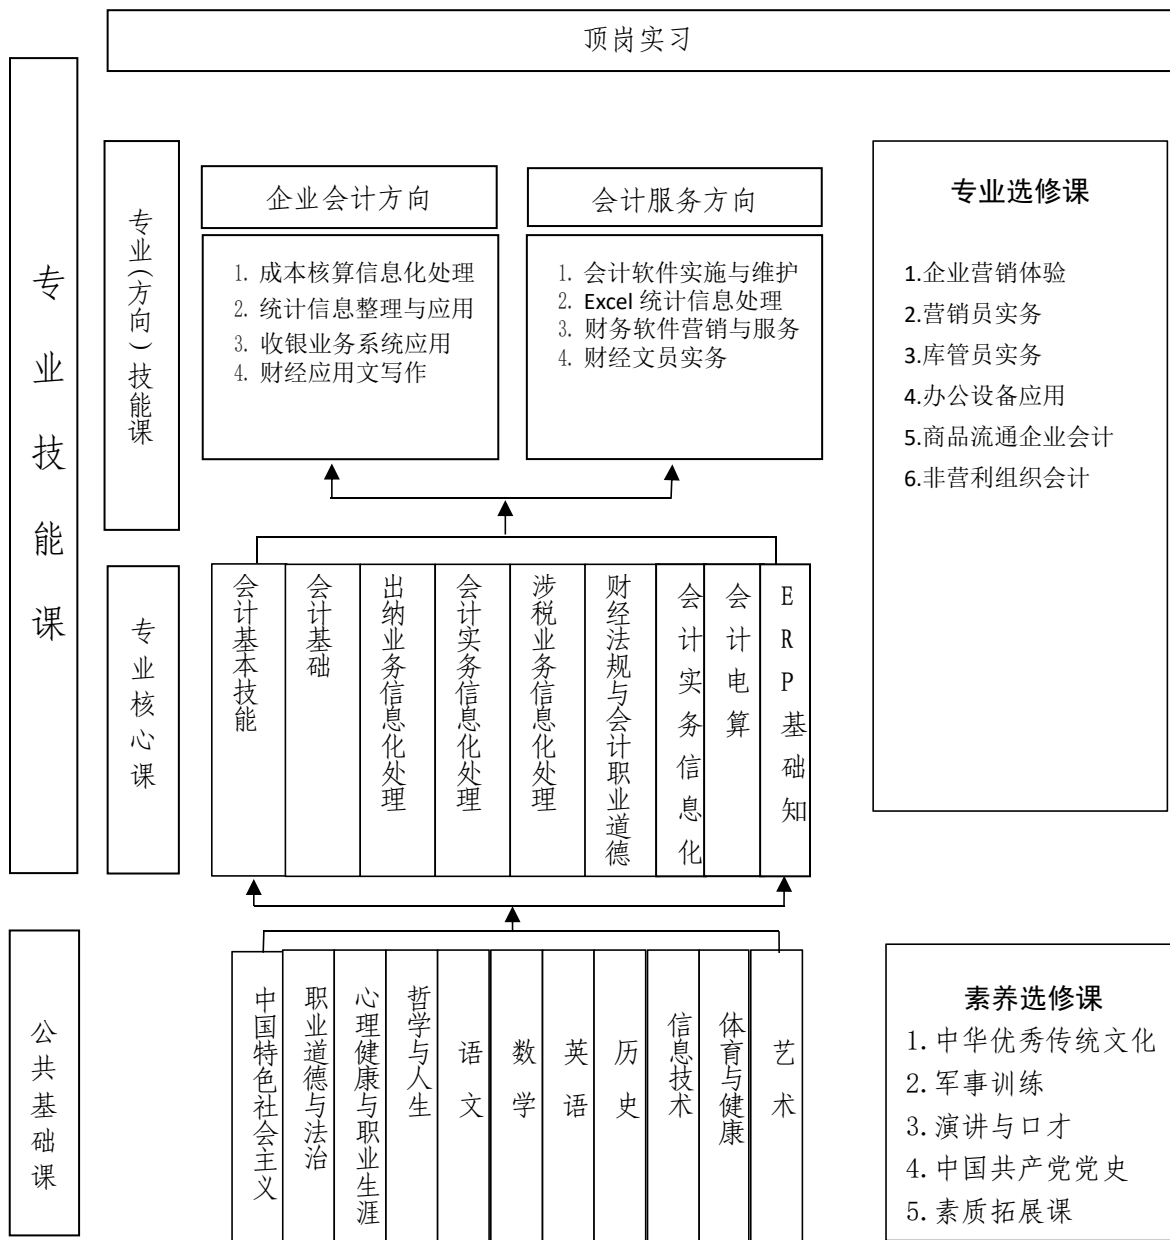 顶岗实习
专业技能课
专业(方向)技能课
企业会计方向
1. 成本核算信息化处理
2. 统计信息整理与应用
3. 收银业务系统应用
4. 财经应用文写作
会计服务方向
1. 会计软件实施与维护
2. Excel 统计信息处理
3. 财务软件营销与服务
4. 财经文员实务
专业选修课
1.企业营销体验
2.营销员实务
3.库管员实务
4.办公设备应用
5.商品流通企业会计
6.非营利组织会计
专业核心课
会计基本技能
会计基础
出纳业务信息化处理
会计实务信息化处理
涉税业务信息化处理
财经法规与会计职业道德
会计实务信息化
会计电算
ERP基础知
公共基础课
中国特色社会主义
职业道德与法治
心理健康与职业生涯
哲学与人生
语文
数学
英语
历史
信息技术
体育与健康
艺术
素养选修课
1.中华优秀传统文化
2.军事训练
3.演讲与口才
4.中国共产党党史
5.素质拓展课